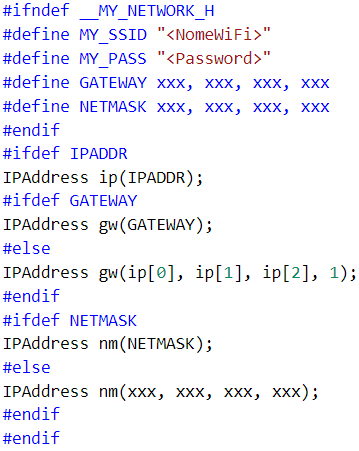 #ifndef __MY_NETWORK_H
#define MY_SSID "<NomeWiFi>"
#define MY_PASS "<Password>"
#define GATEWAY xxx, xxx, xxx, xxx
#define NETMASK xxx, xxx, xxx, xxx
#endif
#ifdef IPADDR
IPAddress ip(IPADDR);
#ifdef GATEWAY
IPAddress gw(GATEWAY);
#else
IPAddress gw(ip[0], ip[1], ip[2], 1);
#endif
#ifdef NETMASK
IPAddress nm(NETMASK);
#else
IPAddress nm(xxx, xxx, xxx, xxx);
#endif
#endif